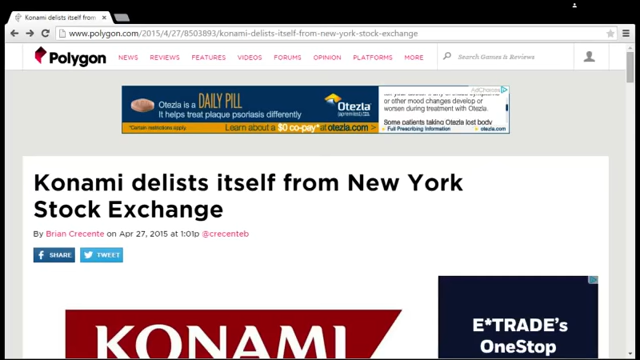 Konami delists itself from
www.polygon.com/2015/4/27/8503893/konami-delists-itself-from-new-york-stock-exchange
Polygon NEWS REVIEWS FEATURES VIDEOS FORUMS OPINION PLATFORMS MORE Search Games & Reviews
AdChoices
Otezla is a DAILY PILL
It helps treat plaque psoriasis differently
*Certain restrictions apply.
Learn about a $0 co-pay* at otezla.com >
Otezla
(apremilast)
or other mood changes develop or
worsen during treatment with Otezla.
Some patients taking Otezla lost body
Full Prescribing Information
otezla.com
Konami delists itself from New York
Stock Exchange
By Brian Crecente on Apr 27, 2015 at 1:01p @crecenteb
SHARE TWEET
KONAMI
E*TRADE's
OneStop